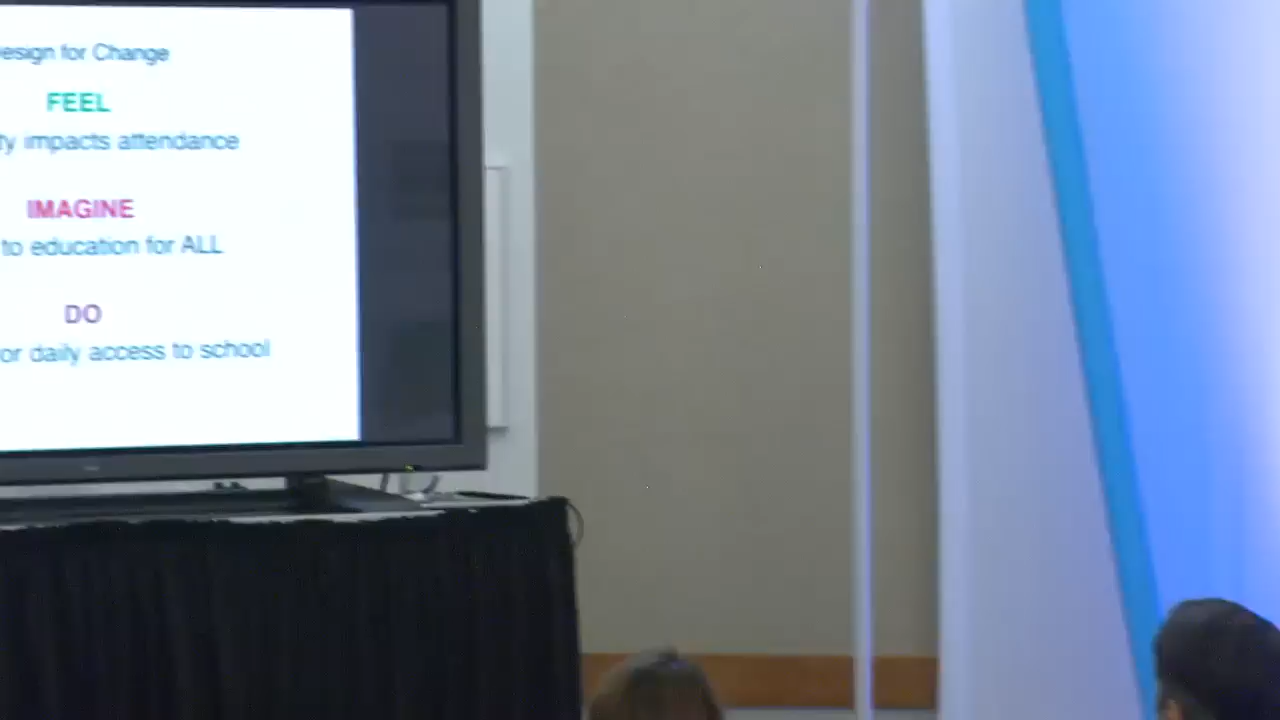 esign for Change
FEEL
ty impacts attendance
IMAGINE
to education for ALL
DO
or daily access to school